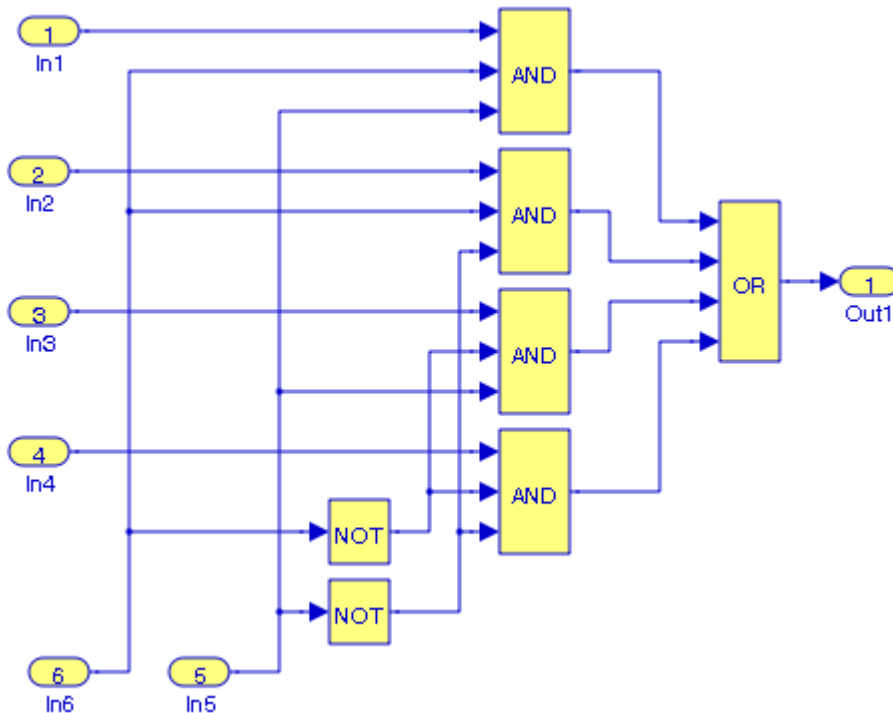 1
In1
AND
2
In2
AND
OR
1
Out1
3
In3
AND
4
In4
AND
NOT
NOT
6
In6
5
In5